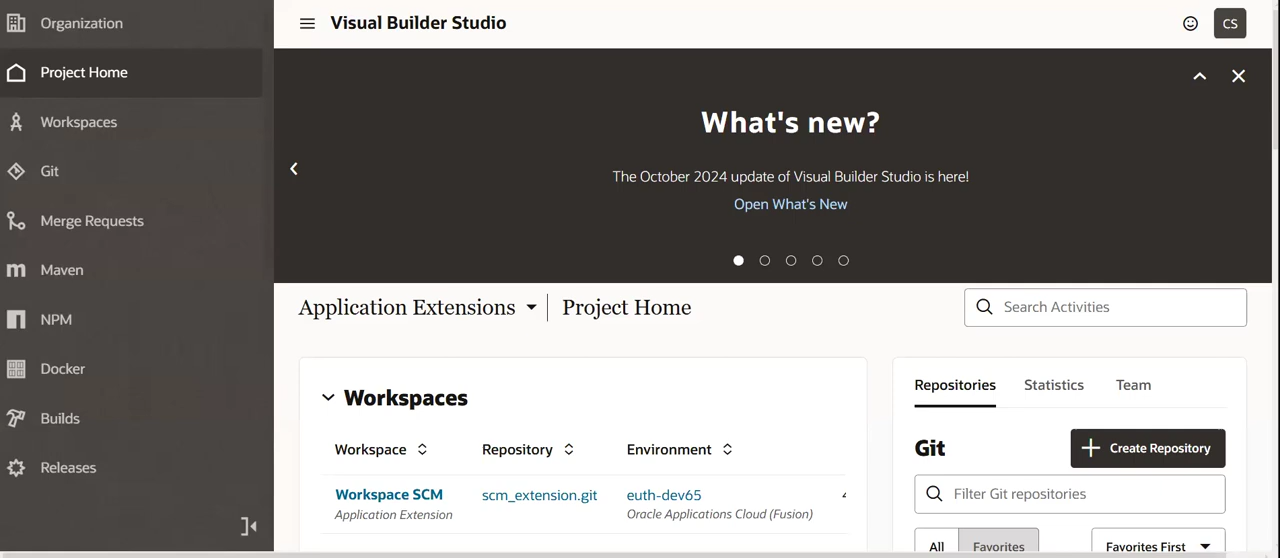 Organization
Project Home
Workspaces
Git
Merge Requests
Maven
NPM
Docker
Builds
Releases
Visual Builder Studio
CS
What's new?
The October 2024 update of Visual Builder Studio is here!
Open What's New
Application Extensions
Project Home
Search Activities
Workspaces
Workspace Repository Environment
Workspace SCM scm_extension.git euth-dev65
Application Extension Oracle Applications Cloud (Fusion)
Repositories Statistics Team
Git
Create Repository
Filter Git repositories
All Favorites Favorites First